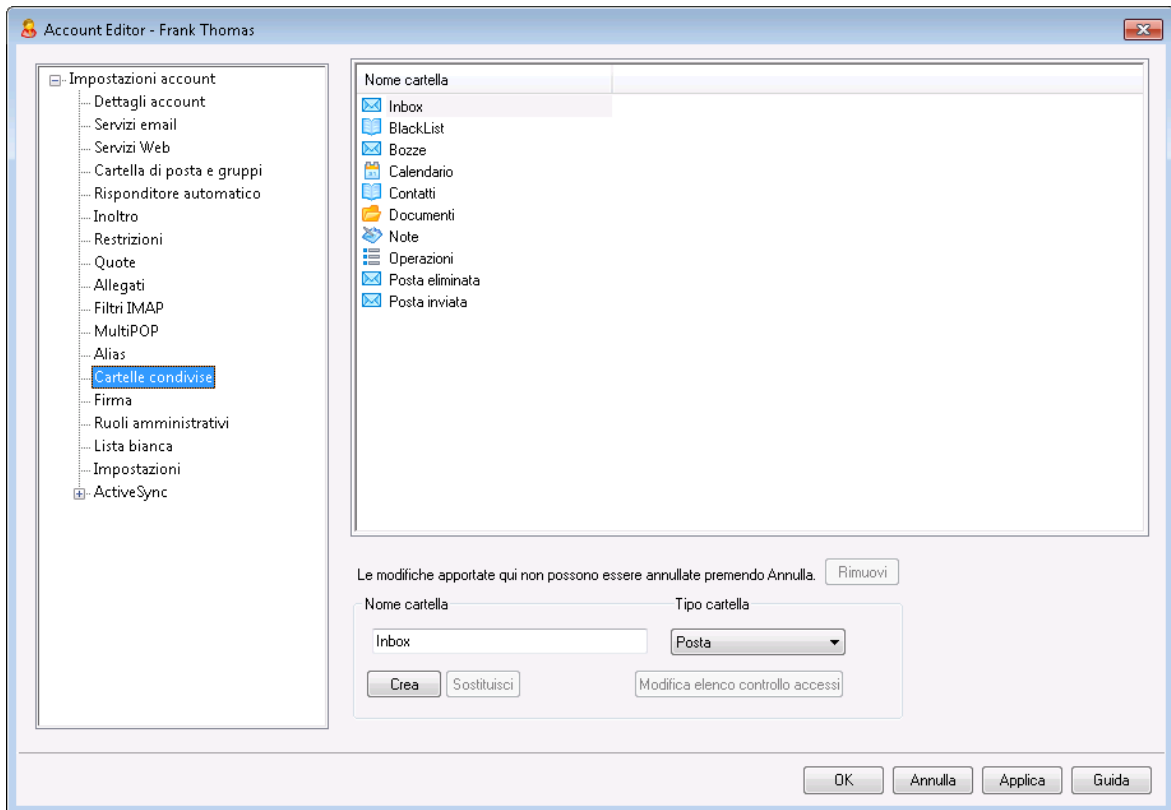 Account Editor - Frank Thomas
Impostazioni account
Dettagli account
Servizi email
Servizi Web
Cartella di posta e gruppi
Risponditore automatico
Inoltro
Restrizioni
Quote
Allegati
Filtri IMAP
MultiPOP
Alias
Cartelle condivise
Firma
Ruoli amministrativi
Lista bianca
Impostazioni
ActiveSync
Nome cartella
Inbox
BlackList
Bozze
Calendario
Contatti
Documenti
Note
Operazioni
Posta eliminata
Posta inviata
Le modifiche apportate qui non possono essere annullate premendo Annulla. Rimuovi
Nome cartella Tipo cartella
Inbox Posta
Crea Sostituisci Modifica elenco controllo accessi
OK Annulla Applica Guida